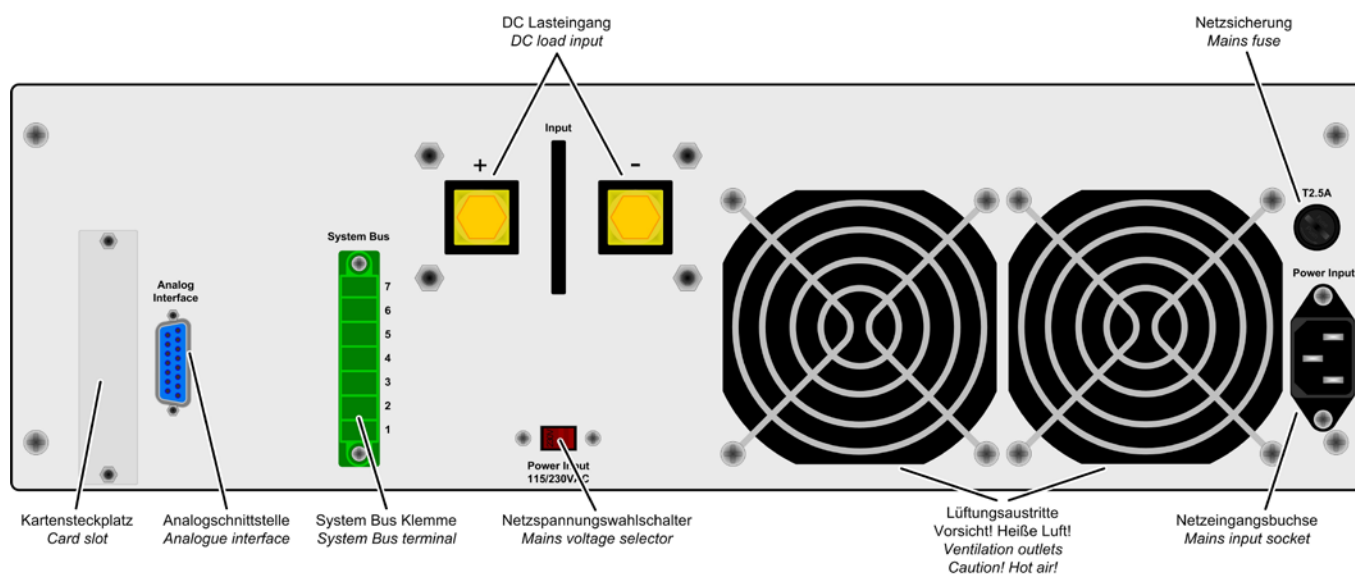 DC Lasteingang
DC load input
Netzsicherung
Mains fuse
Input
+
-
T2.5A
System Bus
Analog
Interface
Power Input
7
6
5
4
3
2
1
Power Input
115/230VAC
Kartensteckplatz
Card slot
Analogschnittstelle
Analogue interface
System Bus Klemme
System Bus terminal
Netzspannungswahlschalter
Mains voltage selector
Lüftungsaustritte
Vorsicht! Heiße Luft!
Ventilation outlets
Caution! Hot air!
Netzeingangsbuchse
Mains input socket